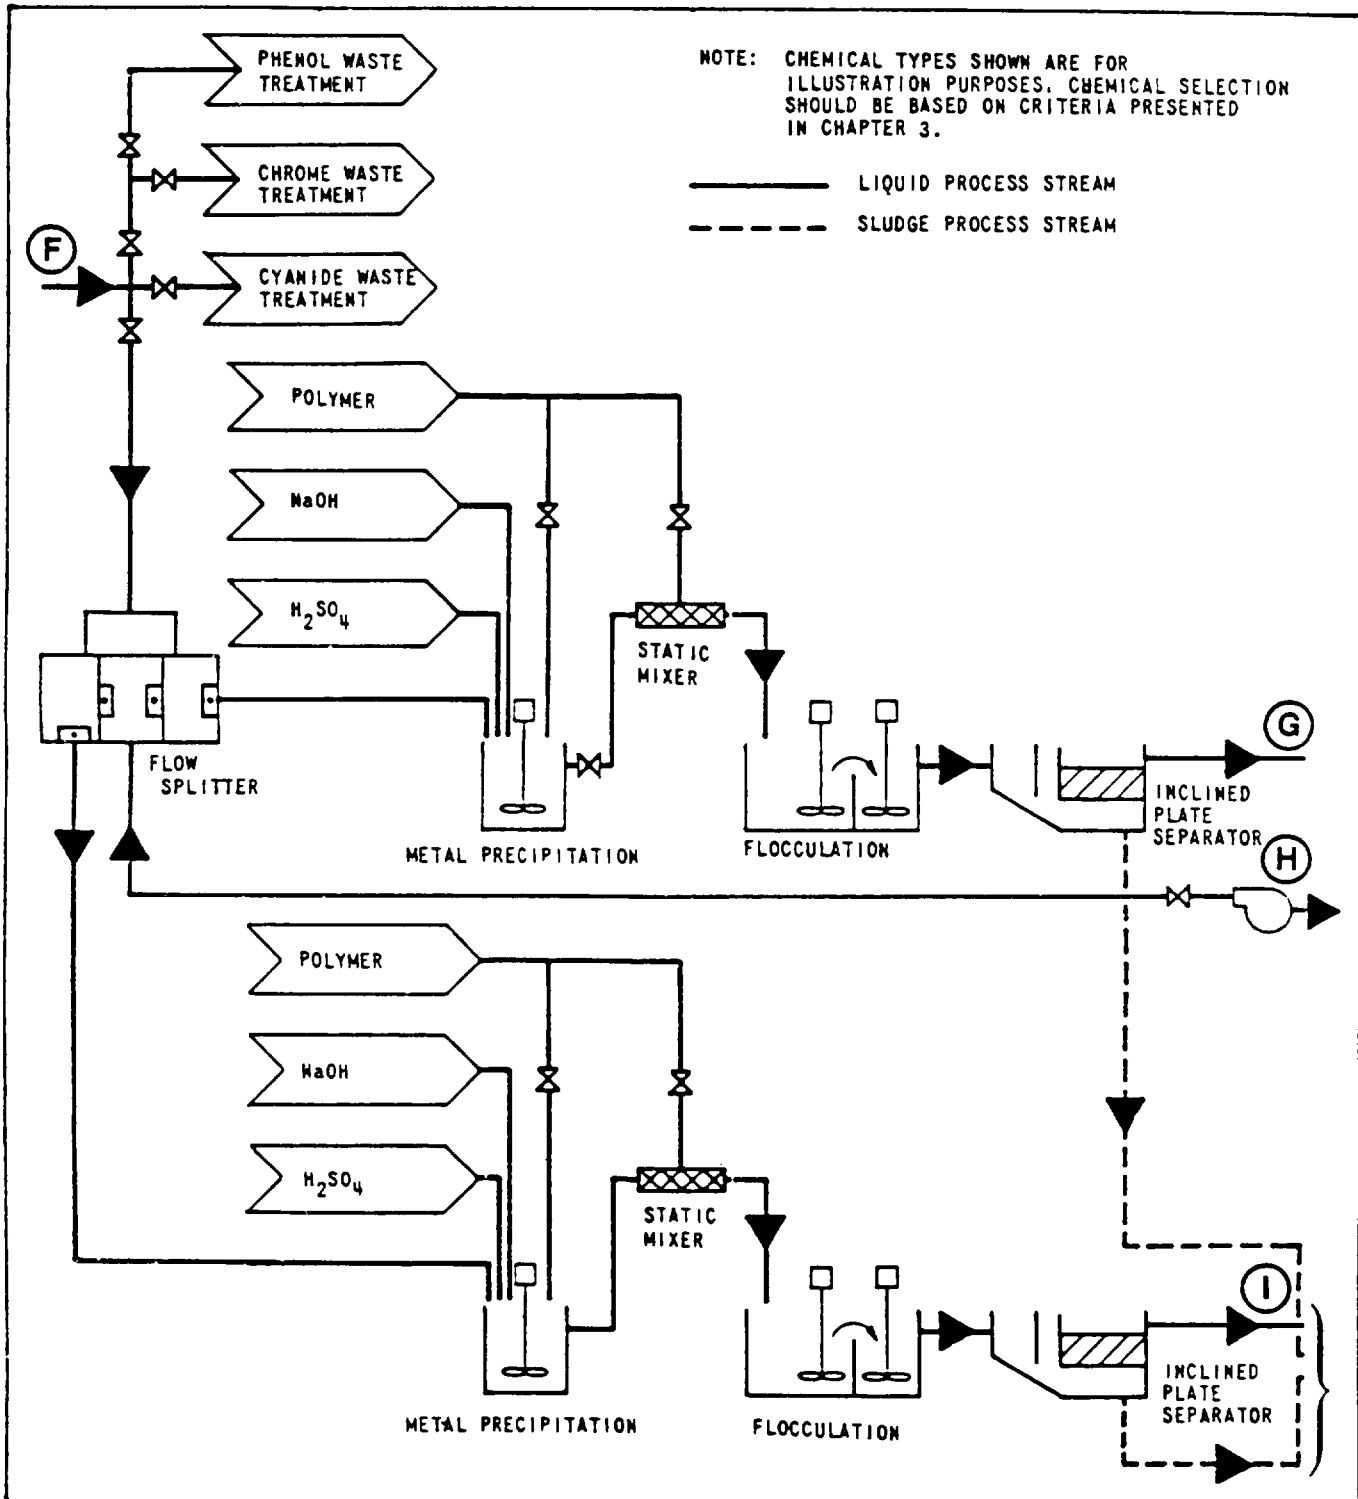 PHENOL WASTE
TREATMENT
NOTE: CHEMICAL TYPES SHOWN ARE FOR
ILLUSTRATION PURPOSES. CHEMICAL SELECTION
SHOULD BE BASED ON CRITERIA PRESENTED
IN CHAPTER 3.
CHROME WASTE
TREATMENT
LIQUID PROCESS STREAM
SLUDGE PROCESS STREAM
F
CYANIDE WASTE
TREATMENT
POLYMER
NaOH
H2SO4
STATIC
MIXER
FLOW
SPLITTER
METAL PRECIPITATION
FLOCCULATION
G
INCLINED
PLATE
SEPARATOR
H
POLYMER
NaOH
H2SO4
STATIC
MIXER
I
METAL PRECIPITATION
FLOCCULATION
INCLINED
PLATE
SEPARATOR